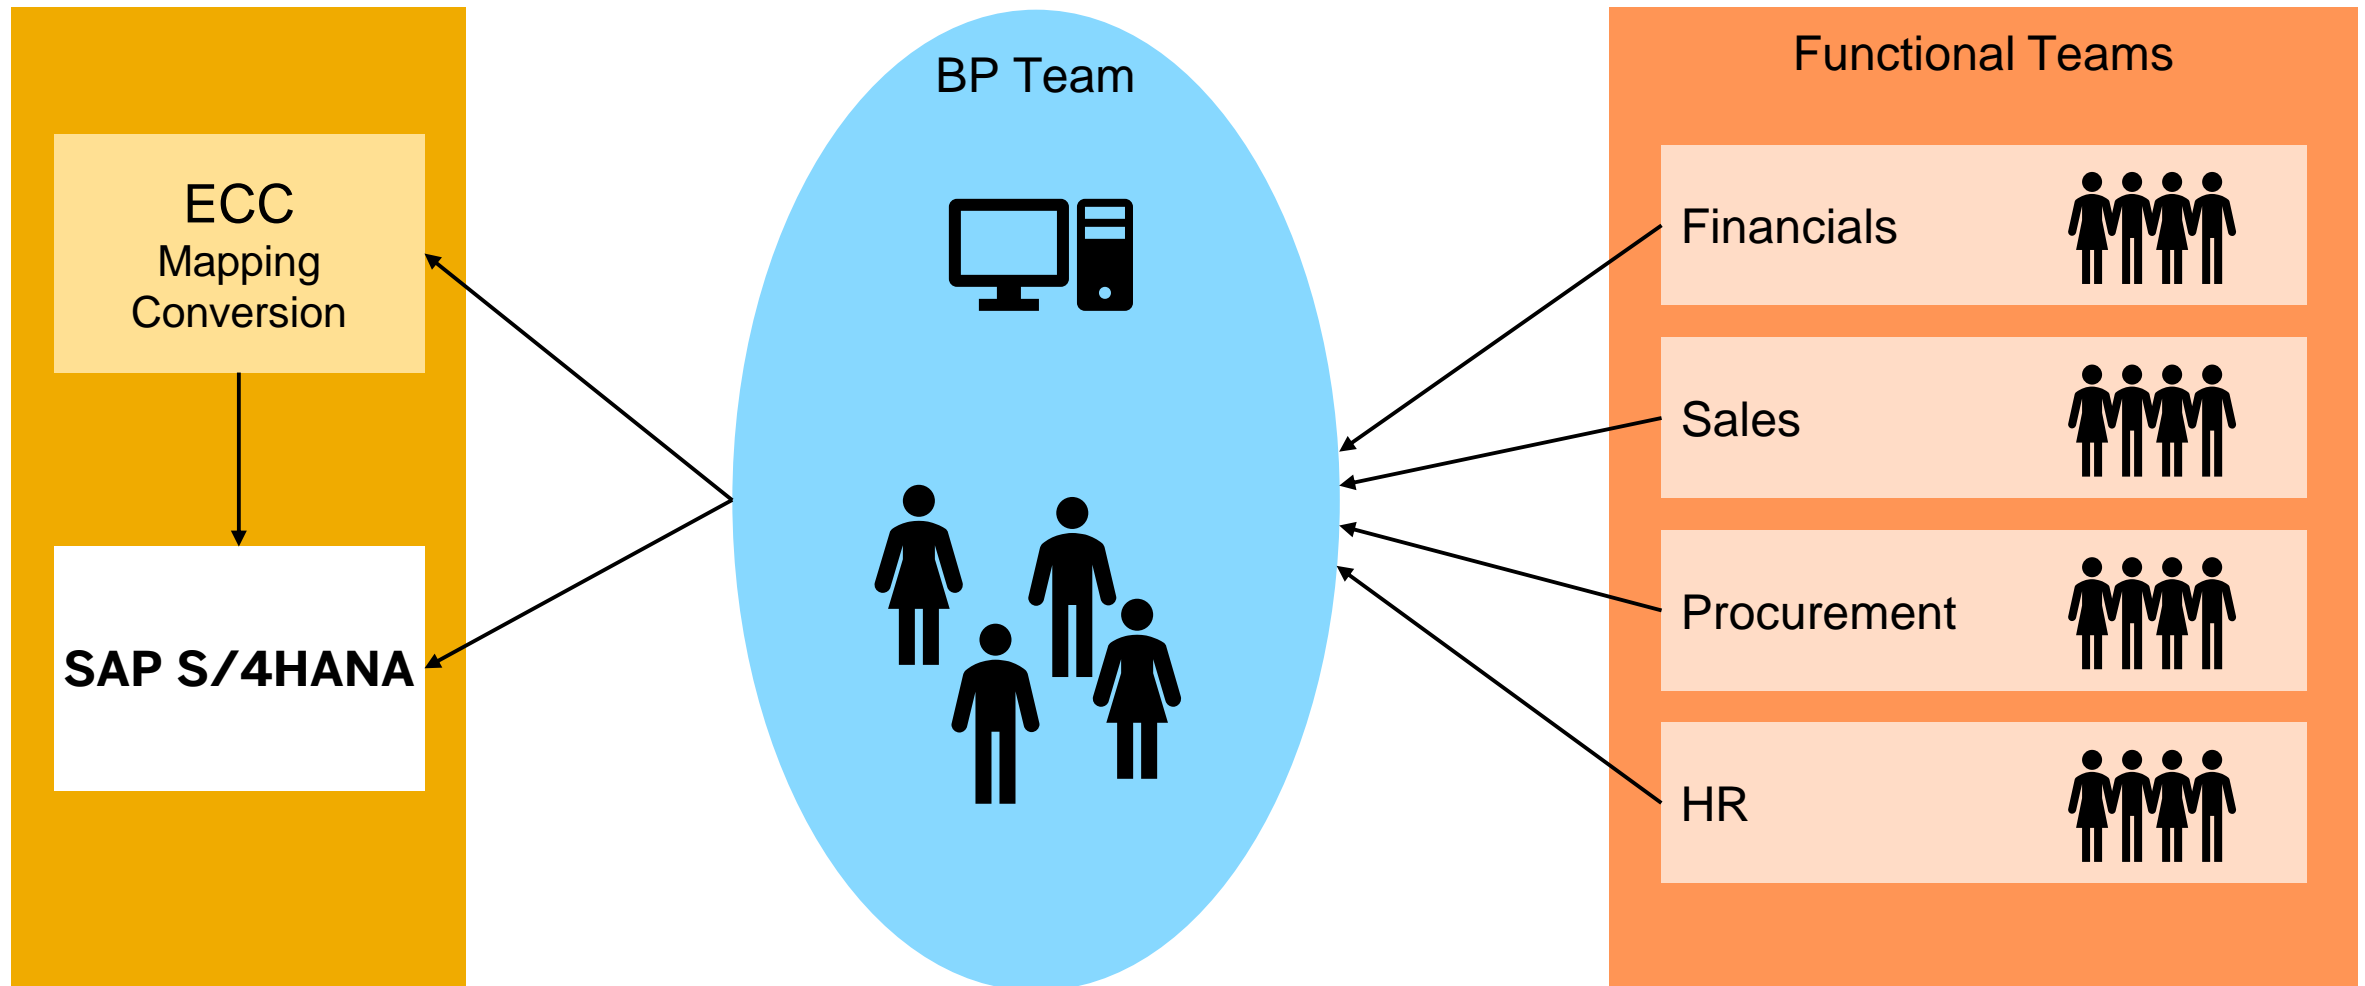 ECC
Mapping
Conversion
SAP S/4HANA
BP Team
Functional Teams
Financials
Sales
Procurement
HR